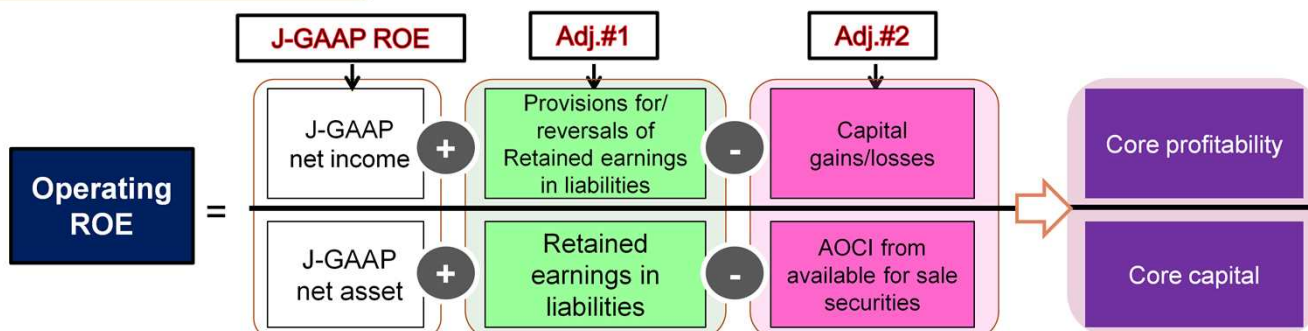 J-GAAP ROE
Adj.#1
Adj.#2
Operating
ROE
=
J-GAAP
net income
+
Provisions for/
reversals of
Retained earnings
in liabilities
-
Capital
gains/losses
Core profitability
J-GAAP
net asset
+
Retained
earnings in
liabilities
-
AOCI from
available for sale
securities
Core capital